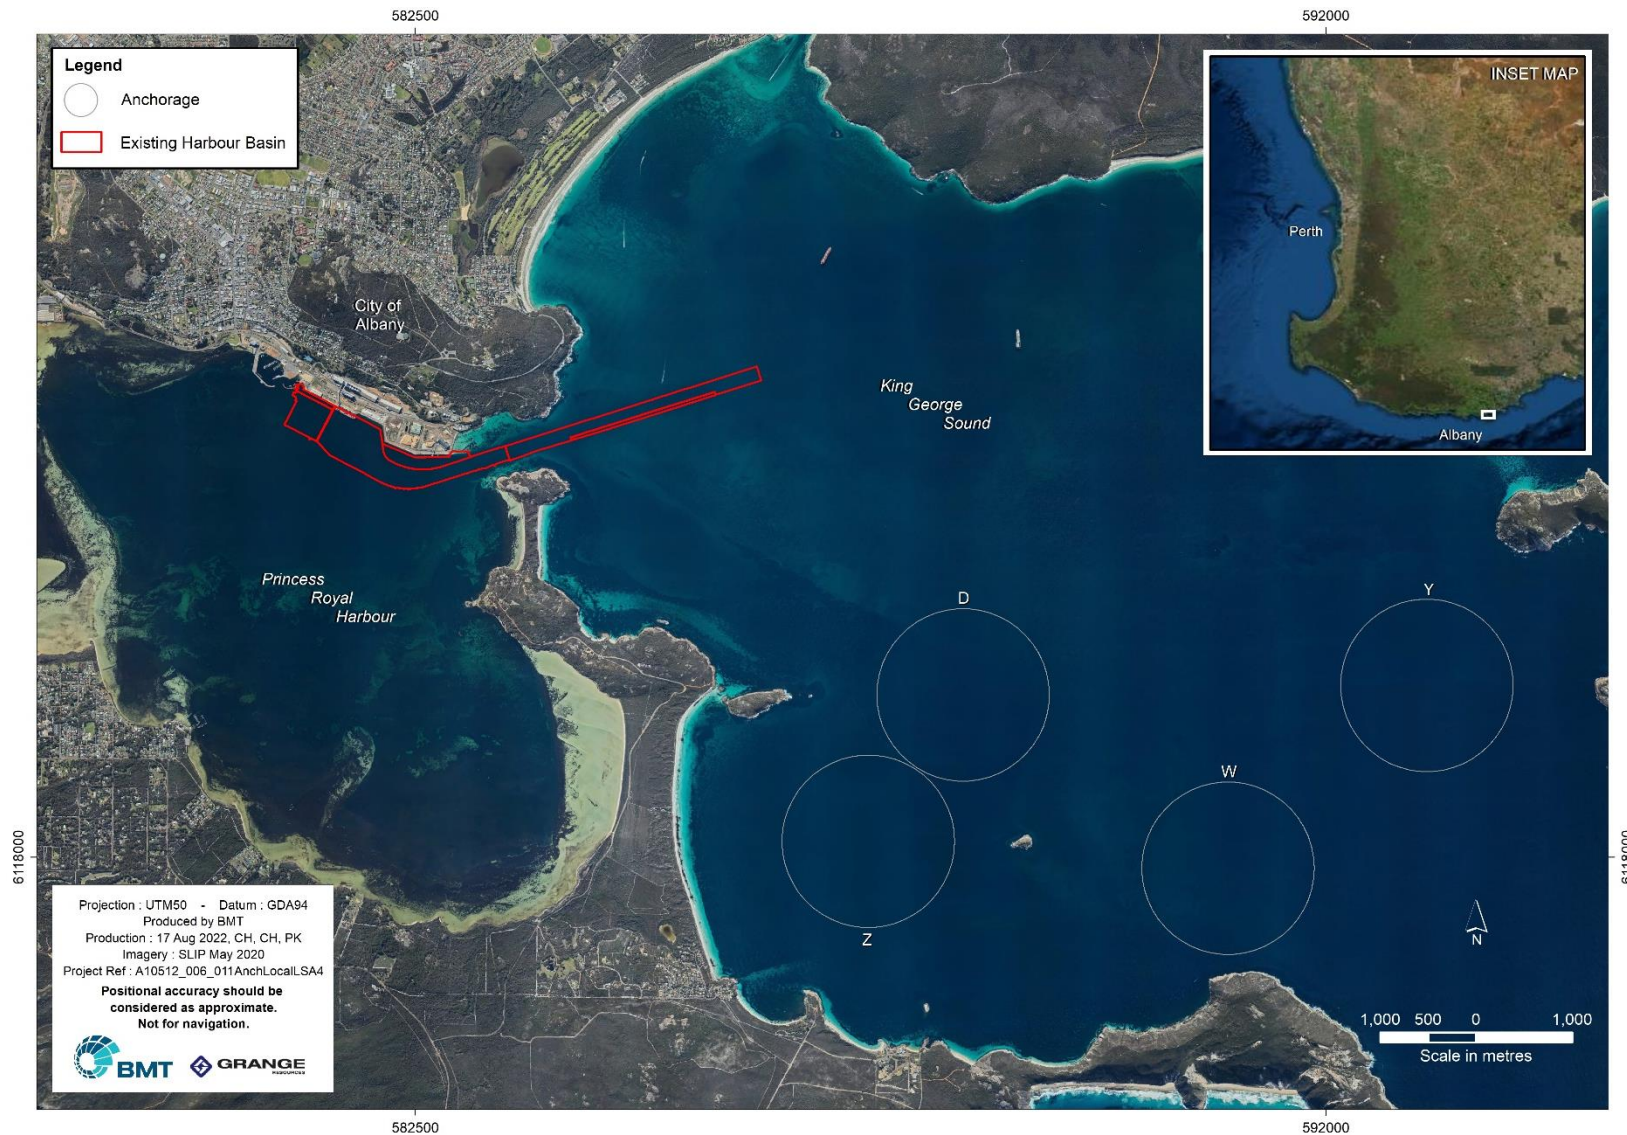 582500
592000
Legend
Anchorage
Existing Harbour Basin
INSET MAP
Perth
Albany
City of
Albany
King
George
Sound
Princess
Royal
Harbour
D
Y
W
Z
6118000
6118000
Projection : UTM50 - Datum : GDA94
Produced by BMT
Production : 17 Aug 2022, CH, CH, PK
Imagery : SLIP May 2020
Project Ref : A10512_006_011AnchLocalLSA4
Positional accuracy should be
considered as approximate.
Not for navigation.
BMT
GRANGE
RESOURCES
N
1,000 500 0 1,000
Scale in metres
582500
592000